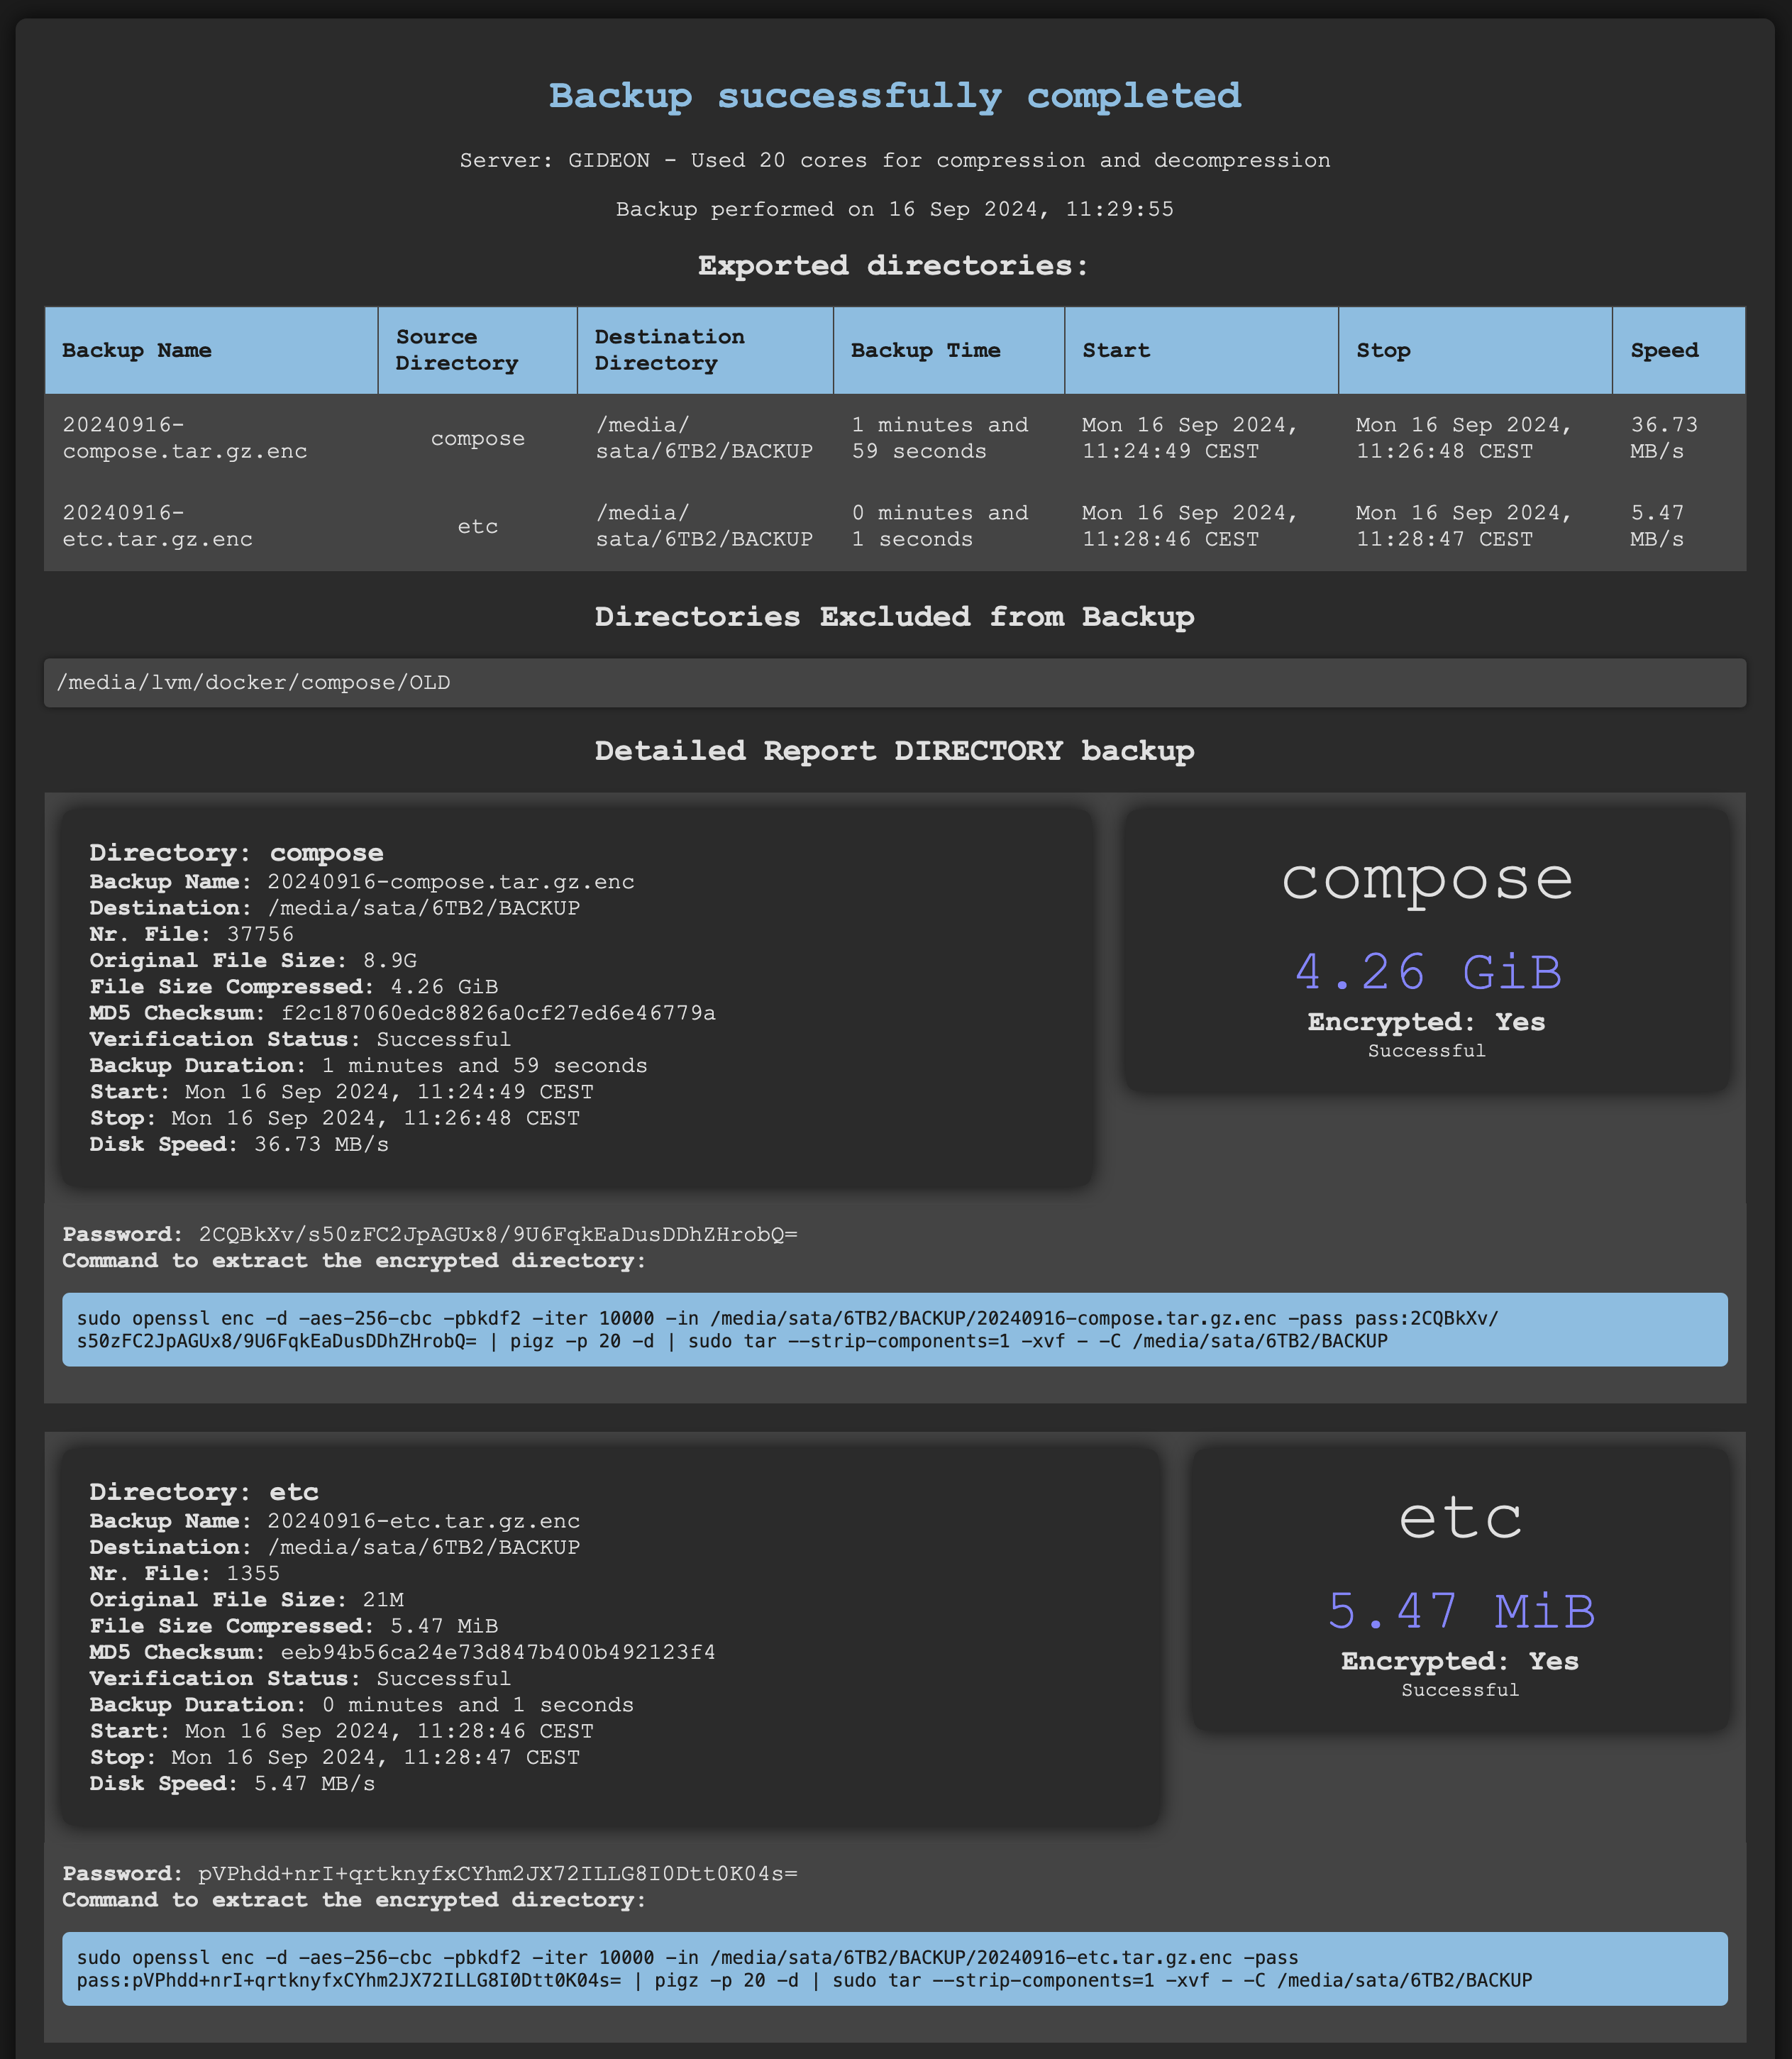 Backup successfully completed
Server: GIDEON - Used 20 cores for compression and decompression
Backup performed on 16 Sep 2024, 11:29:55
Exported directories:
Backup Name
Source
Directory
Destination
Directory
Backup Time
Start
Stop
Speed
20240916-
compose.tar.gz.enc
compose
/media/
sata/6TB2/BACKUP
1 minutes and
59 seconds
Mon 16 Sep 2024,
11:24:49 CEST
Mon 16 Sep 2024,
11:26:48 CEST
36.73
MB/s
20240916-
etc.tar.gz.enc
etc
/media/
sata/6TB2/BACKUP
0 minutes and
1 seconds
Mon 16 Sep 2024,
11:28:46 CEST
Mon 16 Sep 2024,
11:28:47 CEST
5.47
MB/s
Directories Excluded from Backup
/media/lvm/docker/compose/OLD
Detailed Report DIRECTORY backup
Directory: compose
Backup Name: 20240916-compose.tar.gz.enc
Destination: /media/sata/6TB2/BACKUP
Nr. File: 37756
Original File Size: 8.9G
File Size Compressed: 4.26 GiB
MD5 Checksum: f2c187060edc8826a0cf27ed6e46779a
Verification Status: Successful
Backup Duration: 1 minutes and 59 seconds
Start: Mon 16 Sep 2024, 11:24:49 CEST
Stop: Mon 16 Sep 2024, 11:26:48 CEST
Disk Speed: 36.73 MB/s
compose
4.26 GiB
Encrypted: Yes
Successful
Password: 2CQBkXv/s50zFC2JpAGUx8/9U6FqkEaDusDDhZHrobQ=
Command to extract the encrypted directory:
sudo openssl enc -d -aes-256-cbc -pbkdf2 -iter 10000 -in /media/sata/6TB2/BACKUP/20240916-compose.tar.gz.enc -pass pass:2CQBkXv/
s50zFC2JpAGUx8/9U6FqkEaDusDDhZHrobQ= | pigz -p 20 -d | sudo tar --strip-components=1 -xvf - -C /media/sata/6TB2/BACKUP
Directory: etc
Backup Name: 20240916-etc.tar.gz.enc
Destination: /media/sata/6TB2/BACKUP
Nr. File: 1355
Original File Size: 21M
File Size Compressed: 5.47 MiB
MD5 Checksum: eeb94b56ca24e73d847b400b492123f4
Verification Status: Successful
Backup Duration: 0 minutes and 1 seconds
Start: Mon 16 Sep 2024, 11:28:46 CEST
Stop: Mon 16 Sep 2024, 11:28:47 CEST
Disk Speed: 5.47 MB/s
etc
5.47 MiB
Encrypted: Yes
Successful
Password: pVPhdd+nrI+qrtknyfxCYhm2JX72ILLG8I0Dtt0K04s=
Command to extract the encrypted directory:
sudo openssl enc -d -aes-256-cbc -pbkdf2 -iter 10000 -in /media/sata/6TB2/BACKUP/20240916-etc.tar.gz.enc -pass
pass:pVPhdd+nrI+qrtknyfxCYhm2JX72ILLG8I0Dtt0K04s= | pigz -p 20 -d | sudo tar --strip-components=1 -xvf - -C /media/sata/6TB2/BACKUP